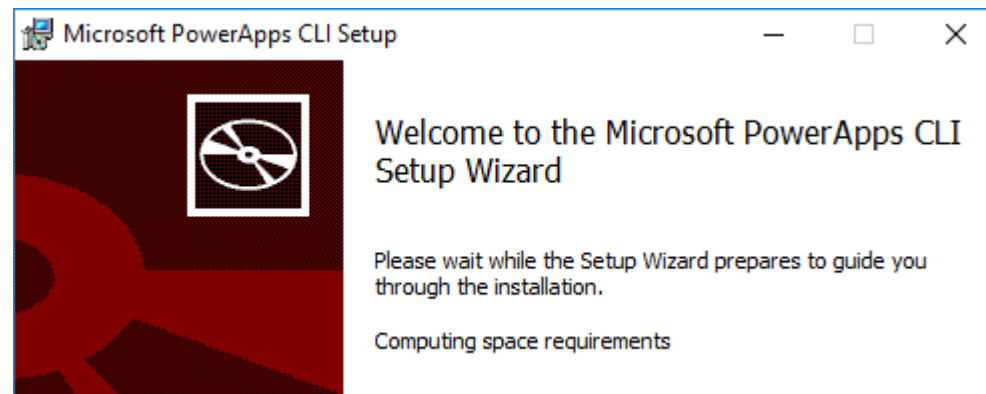 Microsoft PowerApps CLI Setup
Welcome to the Microsoft PowerApps CLI
Setup Wizard
Please wait while the Setup Wizard prepares to guide you
through the installation.
Computing space requirements